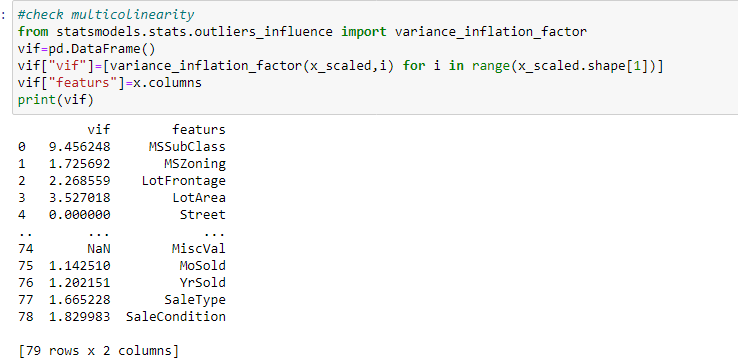 :
#check multicolinearity
from statsmodels.stats.outliers_influence import variance_inflation_factor
vif=pd.DataFrame()
vif["vif"]=[variance_inflation_factor(x_scaled,i) for i in range(x_scaled.shape[1])]
vif["featurs"]=x.columns
print(vif)
vif featurs
0 9.456248 MSSubClass
1 1.725692 MSZoning
2 2.268559 LotFrontage
3 3.527018 LotArea
4 0.000000 Street
.. ... ...
74 NaN MiscVal
75 1.142510 MoSold
76 1.202151 YrSold
77 1.665228 SaleType
78 1.829983 SaleCondition
[79 rows x 2 columns]